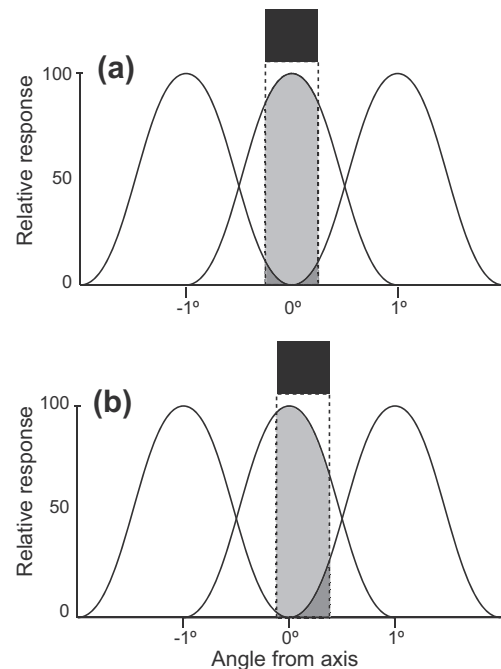 (a)
Relative response
100
50
0
-1º
0º
1º
(b)
Relative response
100
50
0
-1º
0º
1º
Angle from axis